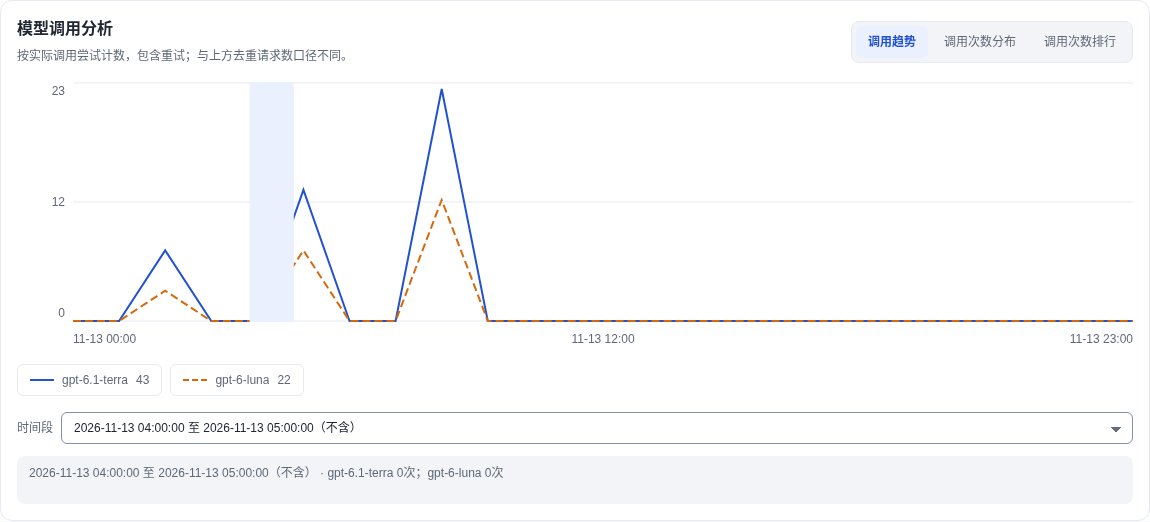 模型调用分析
按实际调用尝试计数，包含重试；与上方去重请求数口径不同。
调用趋势 调用次数分布 调用次数排行
23
12
0
11-13 00:00 11-13 12:00 11-13 23:00
gpt-6.1-terra 43 gpt-6-luna 22
时间段 2026-11-13 04:00:00 至 2026-11-13 05:00:00（不含）
2026-11-13 04:00:00 至 2026-11-13 05:00:00（不含） · gpt-6.1-terra 0次；gpt-6-luna 0次